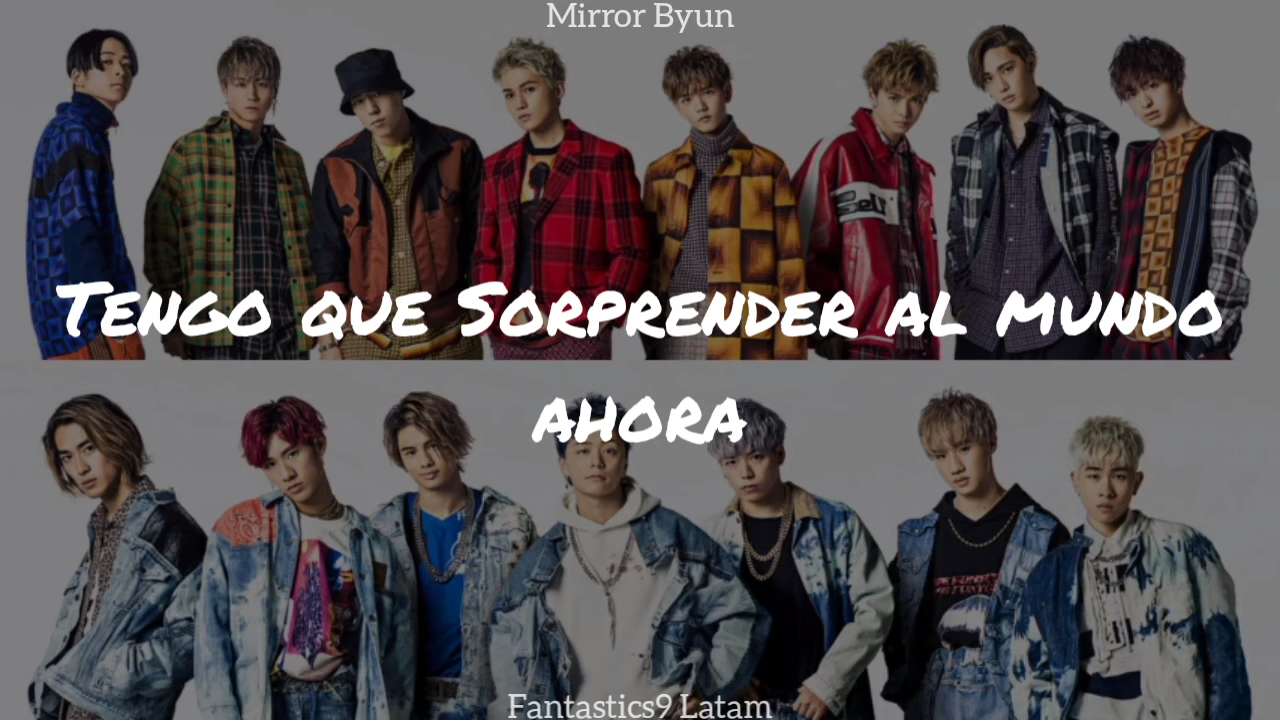 Mirror Byun
Tengo que Sorprender al mundo
ahora
Fantastics9 Latam